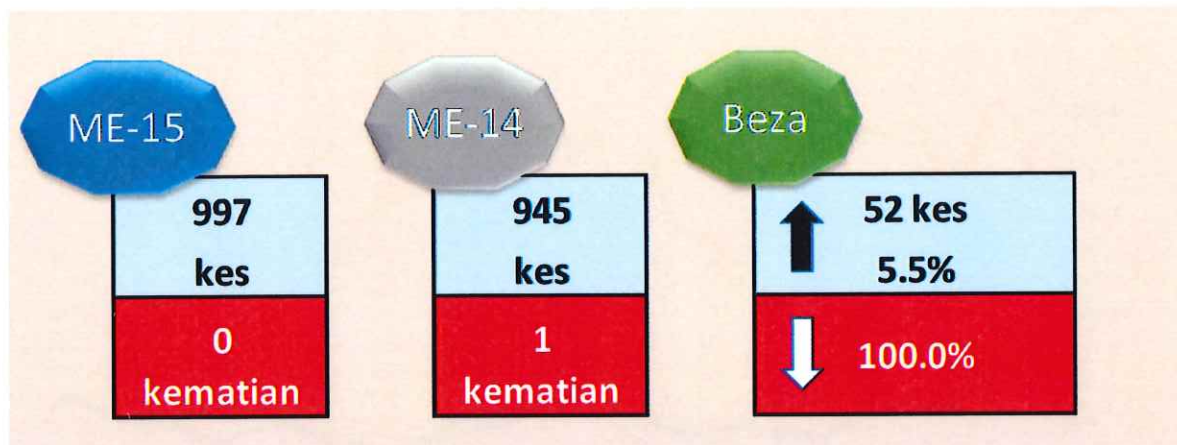 ME-15
997
kes
0
kematian
ME-14
945
kes
1
kematian
Beza
52 kes
5.5%
100.0%